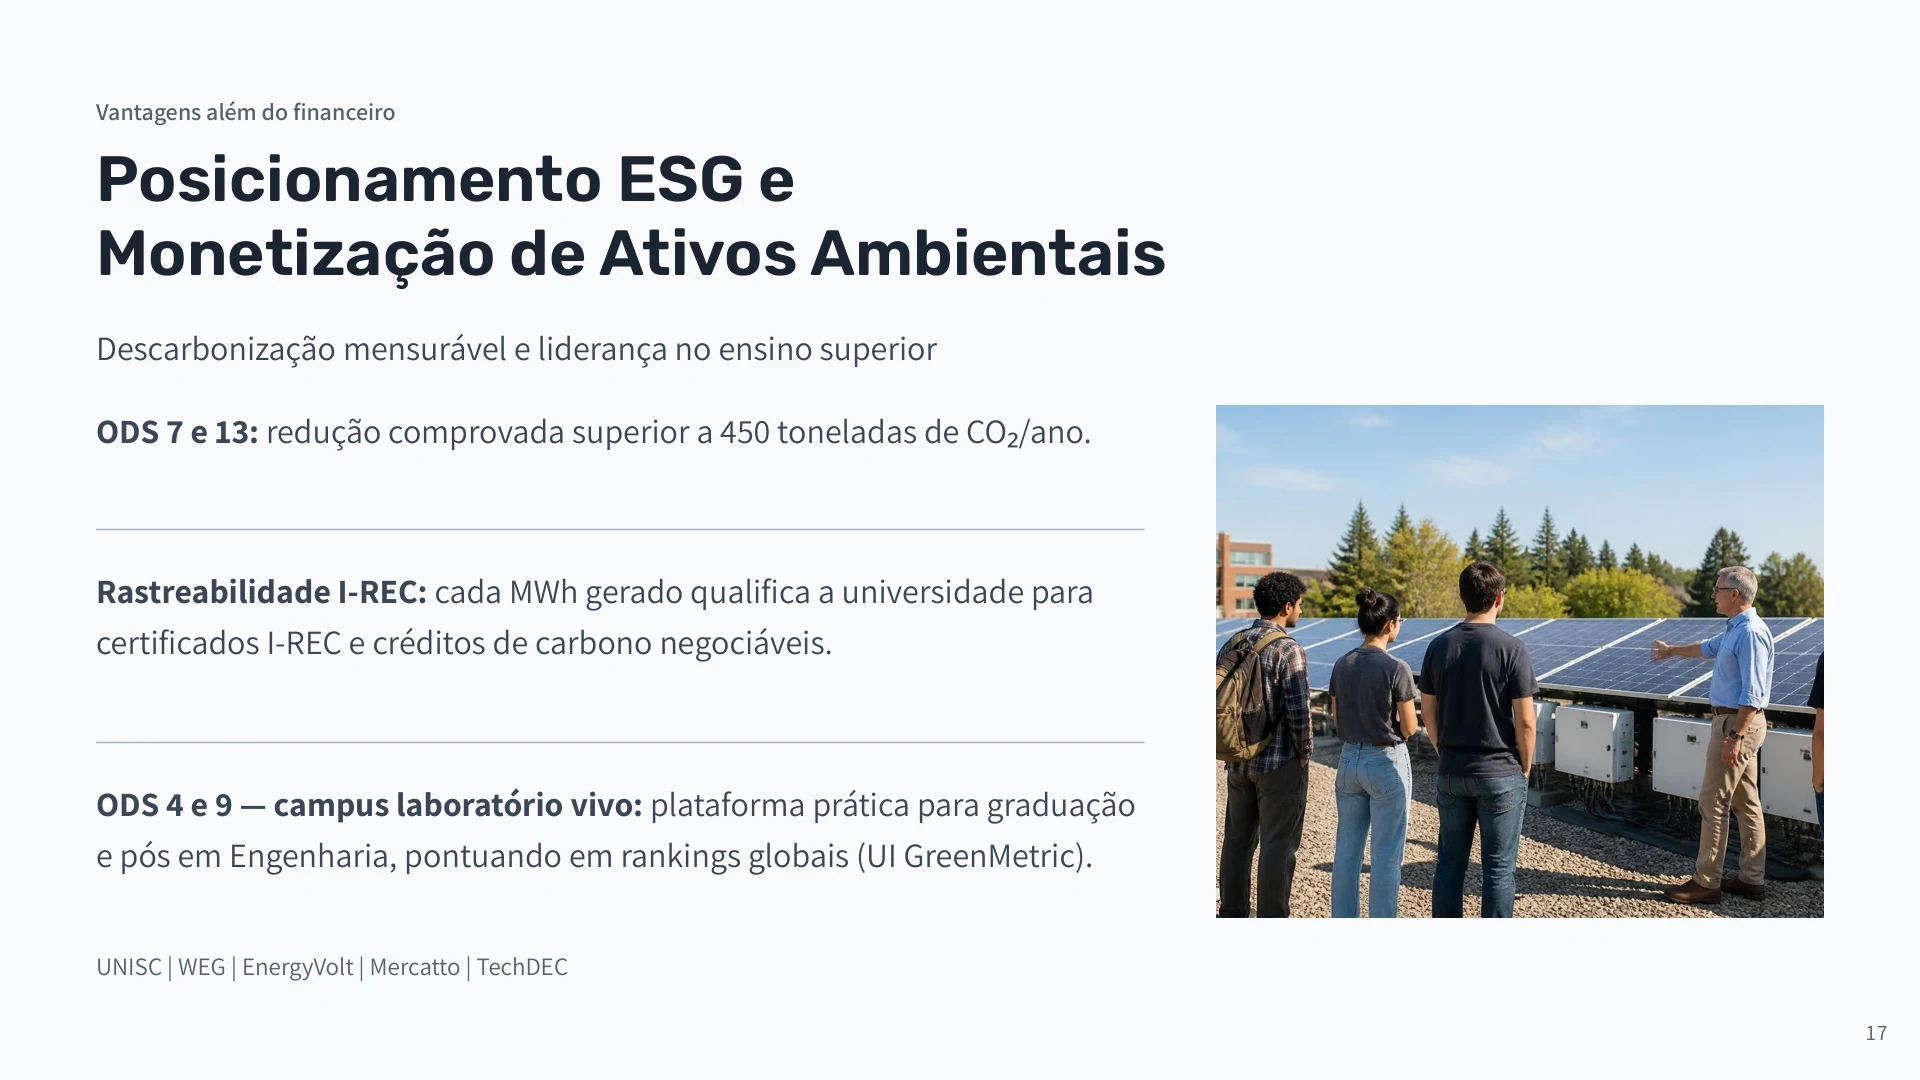 Vantagens além do financeiro
Posicionamento ESG e
Monetização de Ativos Ambientais
Descarbonização mensurável e liderança no ensino superior
ODS 7 e 13: redução comprovada superior a 450 toneladas de CO₂/ano.
Rastreabilidade I-REC: cada MWh gerado qualifica a universidade para
certificados I-REC e créditos de carbono negociáveis.
ODS 4 e 9 — campus laboratório vivo: plataforma prática para graduação
e pós em Engenharia, pontuando em rankings globais (UI GreenMetric).
UNISC | WEG | EnergyVolt | Mercatto | TechDEC
17